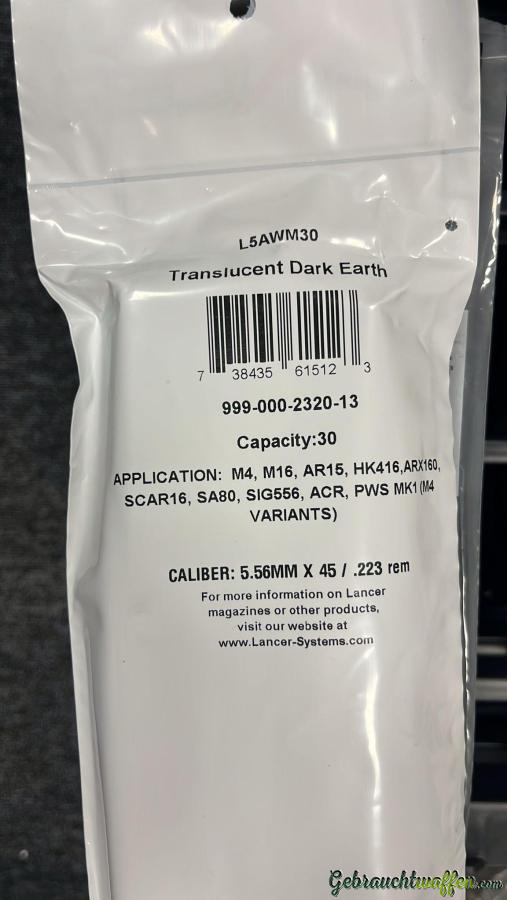 L5AWM30
Translucent Dark Earth
7 38435 61512 3
999-000-2320-13
Capacity:30
APPLICATION: M4, M16, AR15, HK416,ARX160,
SCAR16, SA80, SIG556, ACR, PWS MK1 (M4
VARIANTS)
CALIBER: 5.56MM X 45 / .223 rem
For more information on Lancer
magazines or other products,
visit our website at
www.Lancer-Systems.com
Gebrauchtwaffen.com